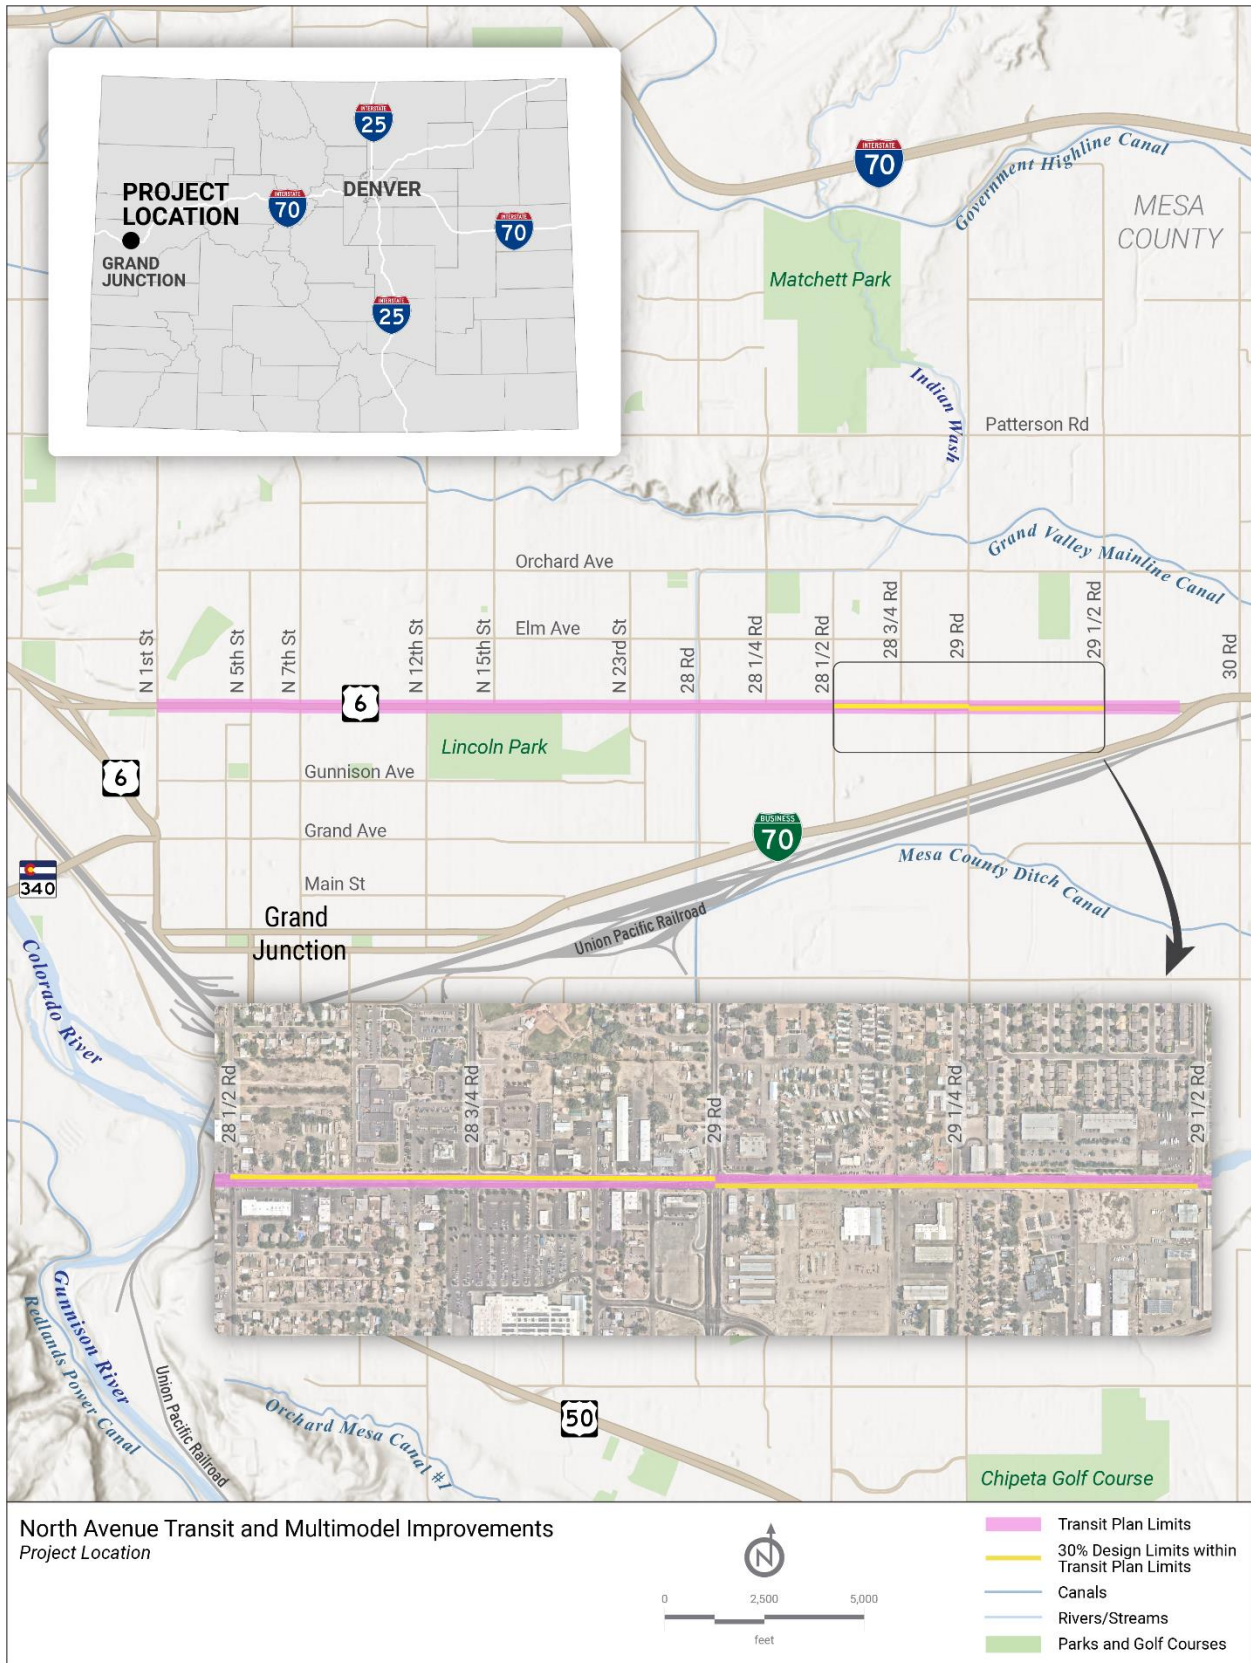 INTERSTATE
25
PROJECT
LOCATION
INTERSTATE
70
DENVER
INTERSTATE
70
GRAND
JUNCTION
INTERSTATE
25
INTERSTATE
70
Government Highline Canal
MESA
COUNTY
Matchett Park
Indian Wash
Patterson Rd
Grand Valley Mainline Canal
Orchard Ave
Elm Ave
N 1st St
N 5th St
N 7th St
N 12th St
N 15th St
N 23rd St
28 Rd
28 1/4 Rd
28 1/2 Rd
28 3/4 Rd
29 Rd
29 1/2 Rd
30 Rd
6
Lincoln Park
6
Gunnison Ave
Grand Ave
BUSINESS
70
Mesa County Ditch Canal
340
Main St
Grand
Junction
Union Pacific Railroad
Colorado River
28 1/2 Rd
28 3/4 Rd
29 Rd
29 1/4 Rd
29 1/2 Rd
Gunnison River
Redlands Power Canal
Union Pacific Railroad
Orchard Mesa Canal #1
50
Chipeta Golf Course
North Avenue Transit and Multimodel Improvements
Project Location
N
0 2,500 5,000
feet
Transit Plan Limits
30% Design Limits within
Transit Plan Limits
Canals
Rivers/Streams
Parks and Golf Courses